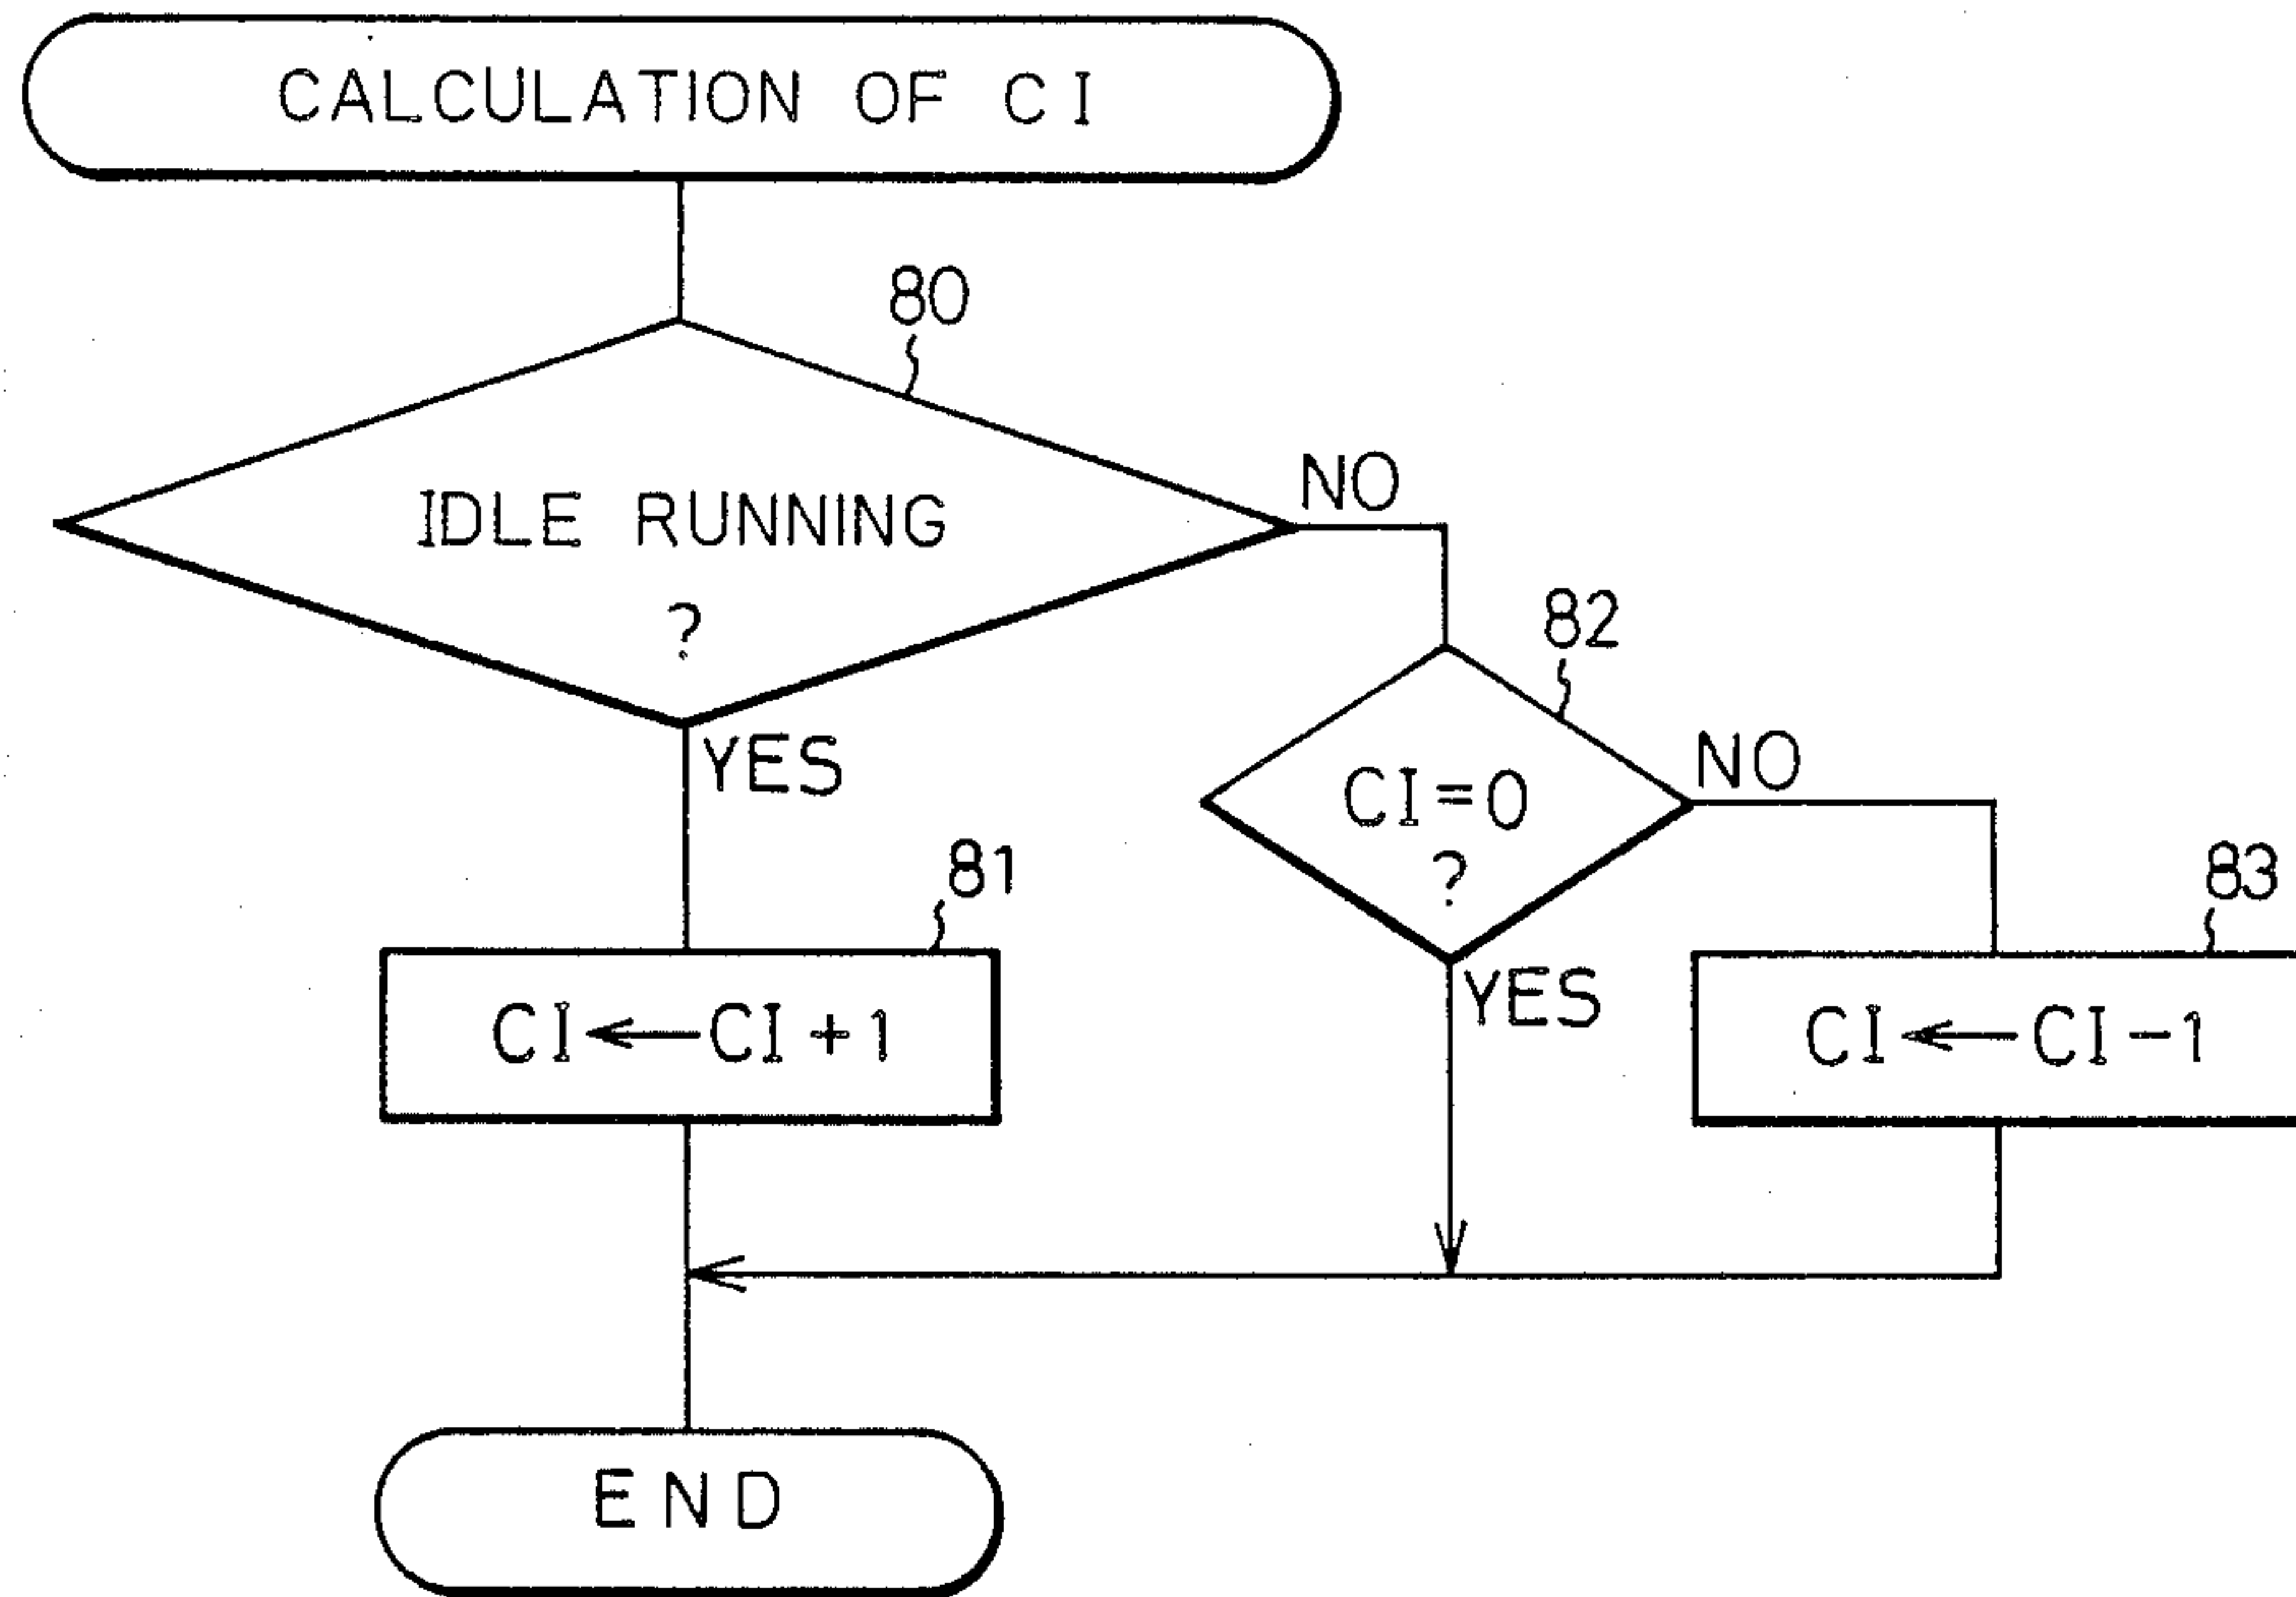 CALCULATION OF CI
80
IDLE RUNNING
?
NO
YES
82
CI=0
?
NO
YES
81
CI←CI+1
83
CI←CI-1
END